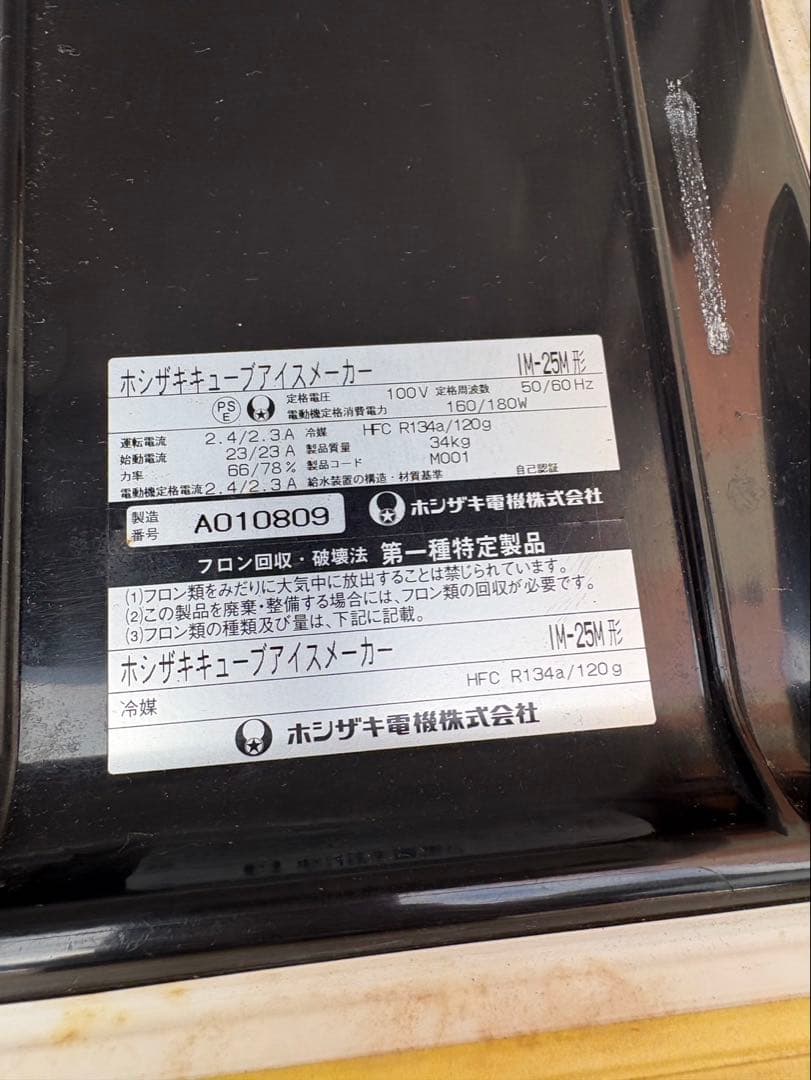 ホシザキキューブアイスメーカー IM-25M形
PS E 定格電圧 100V 定格周波数 50/60Hz
電動機定格消費電力 160/180W
運転電流 2.4/2.3A 冷媒 HFC R134a/120g
始動電流 23/23A 製品質量 34kg
力率 66/78% 製品コード M001
電動機定格電流 2.4/2.3A 給水装置の構造・材質基準 自己認証
製造番号 A010809 ホシザキ電機株式会社
フロン回収・破壊法 第一種特定製品
(1)フロン類をみだりに大気中に放出することは禁じられています。
(2)この製品を廃棄・整備する場合には、フロン類の回収が必要です。
(3)フロン類の種類及び量は、下記に記載。
ホシザキキューブアイスメーカー IM-25M形
冷媒 HFC R134a/120g
ホシザキ電機株式会社